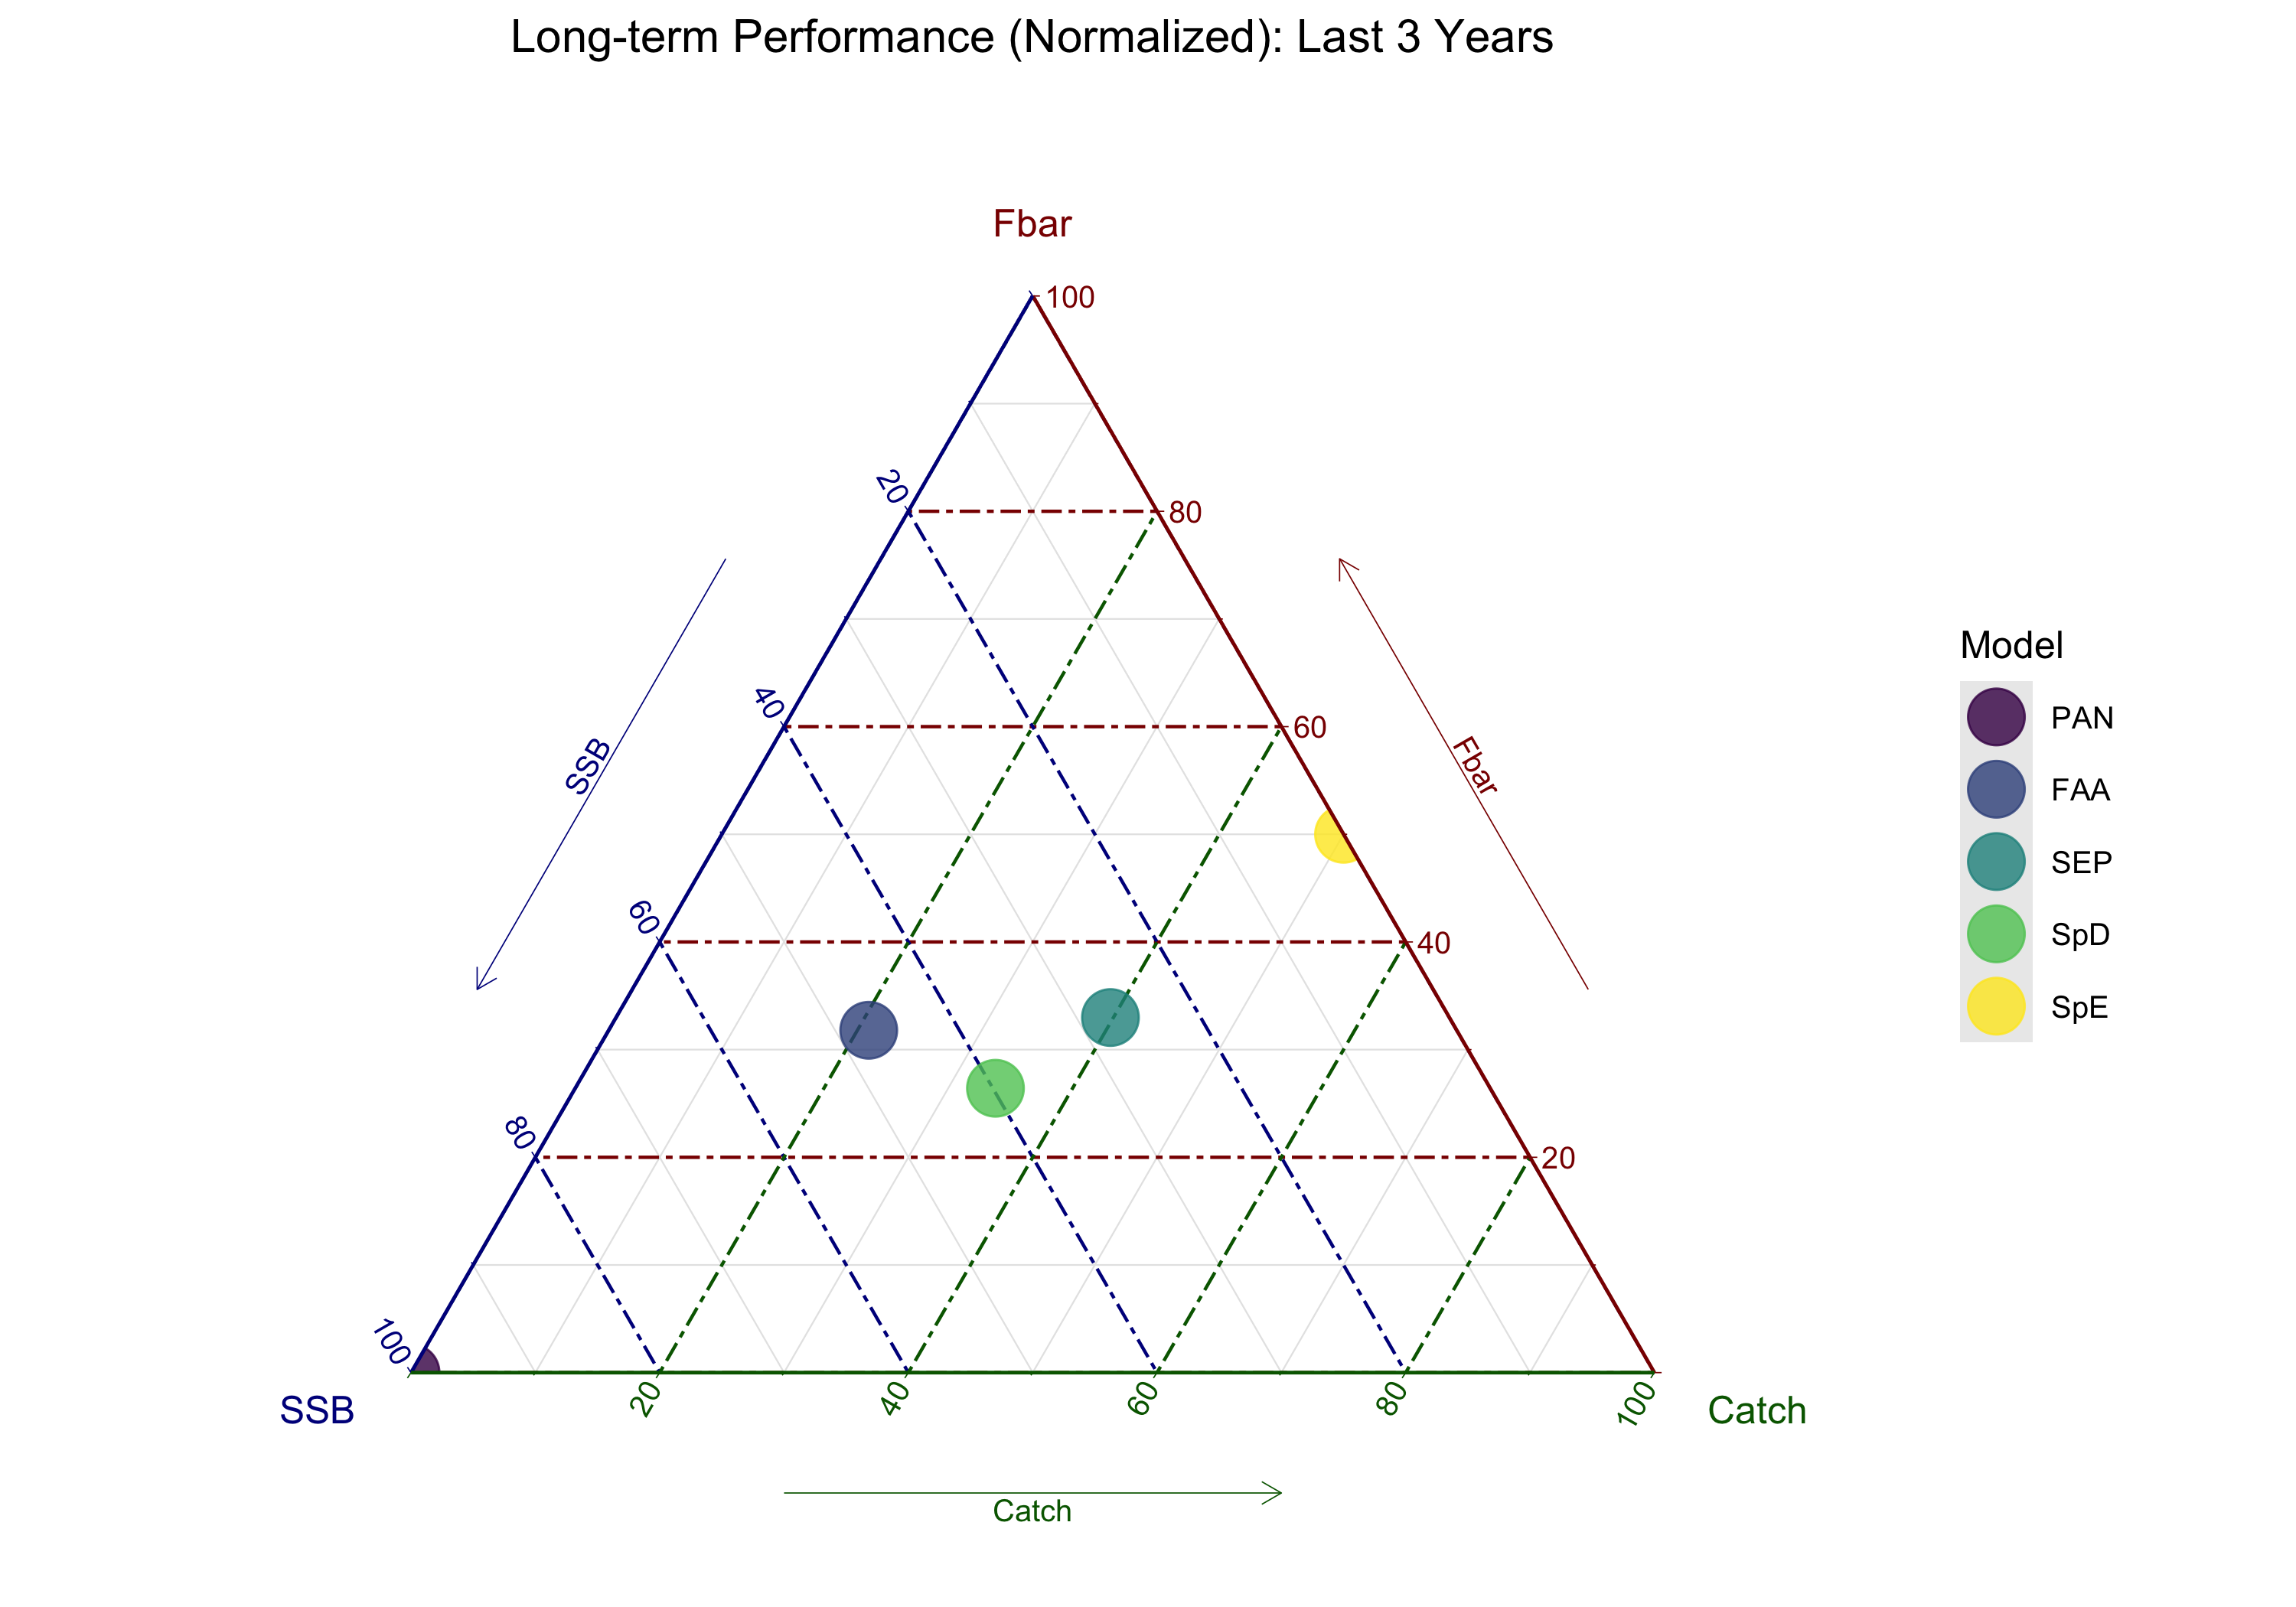 Long-term Performance (Normalized): Last 3 Years
Fbar
100
20
80
40
60
SSB
Fbar
60
40
80
20
100
SSB
20
40
60
80
100
Catch
Catch
Model
PAN
FAA
SEP
SpD
SpE